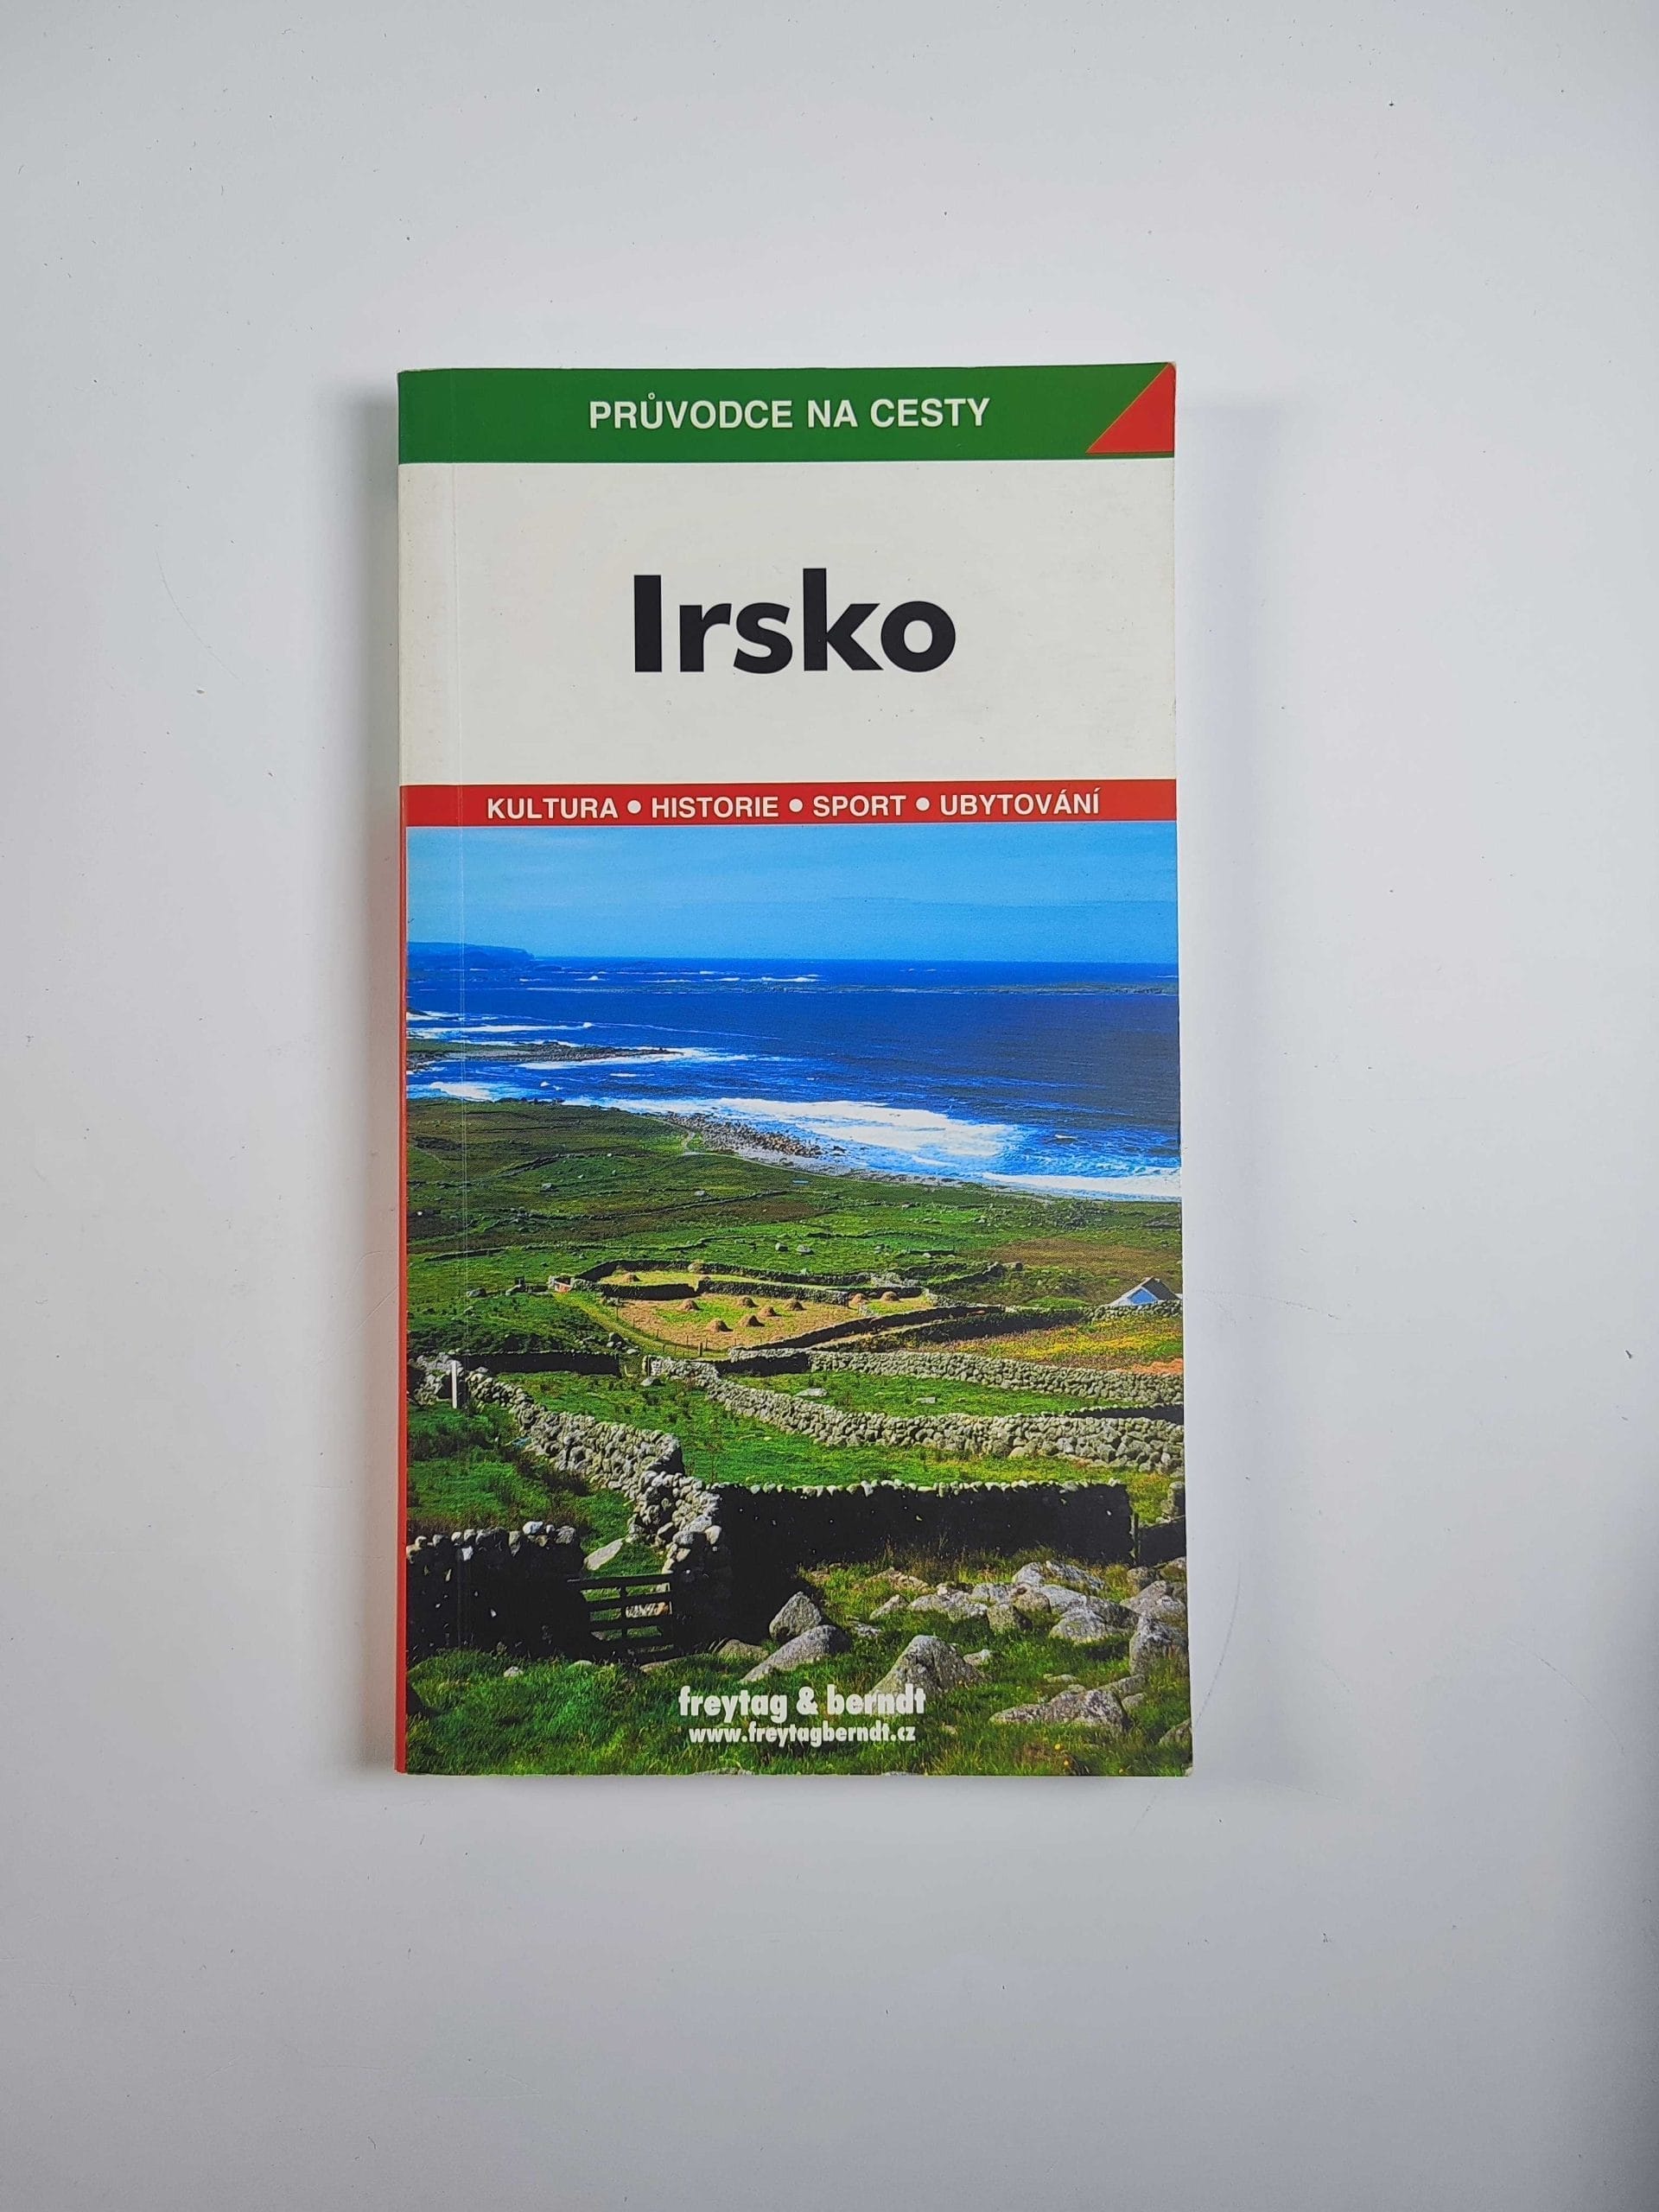 PRŮVODCE NA CESTY
Irsko
KULTURA • HISTORIE • SPORT • UBYTOVÁNÍ
freytag & berndt
www.freytagberndt.cz